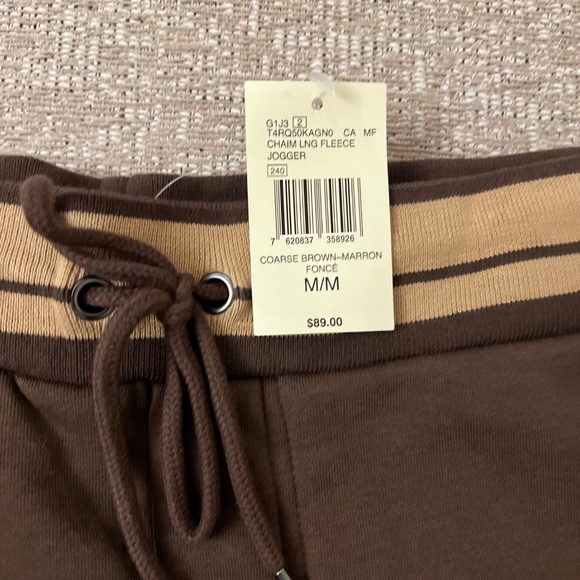 G1J3 2
T4RQ50KAGN0 CA MF
CHAIM LNG FLEECE
JOGGER
240
7 620837 358926
COARSE BROWN~MARRON
FONCÉ
M/M
$89.00